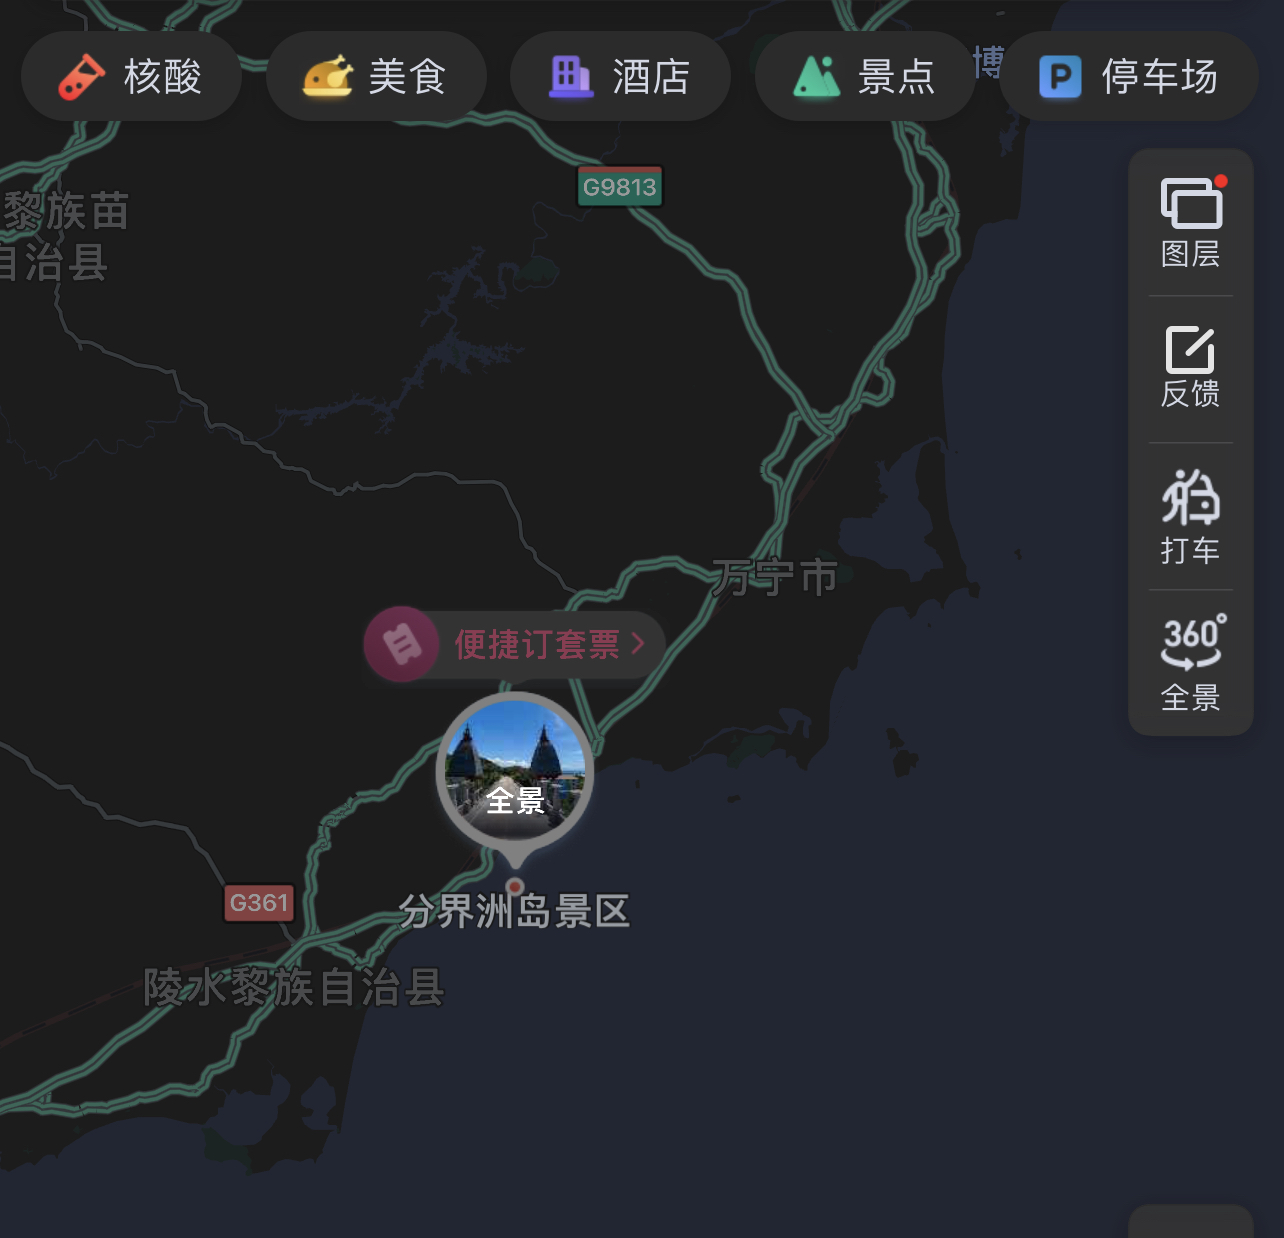 核酸
美食
酒店
景点
博
停车场
G9813
黎族苗
自治县
图层
反馈
打车
万宁市
便捷订套票
360°
全景
全景
G361
分界洲岛景区
陵水黎族自治县